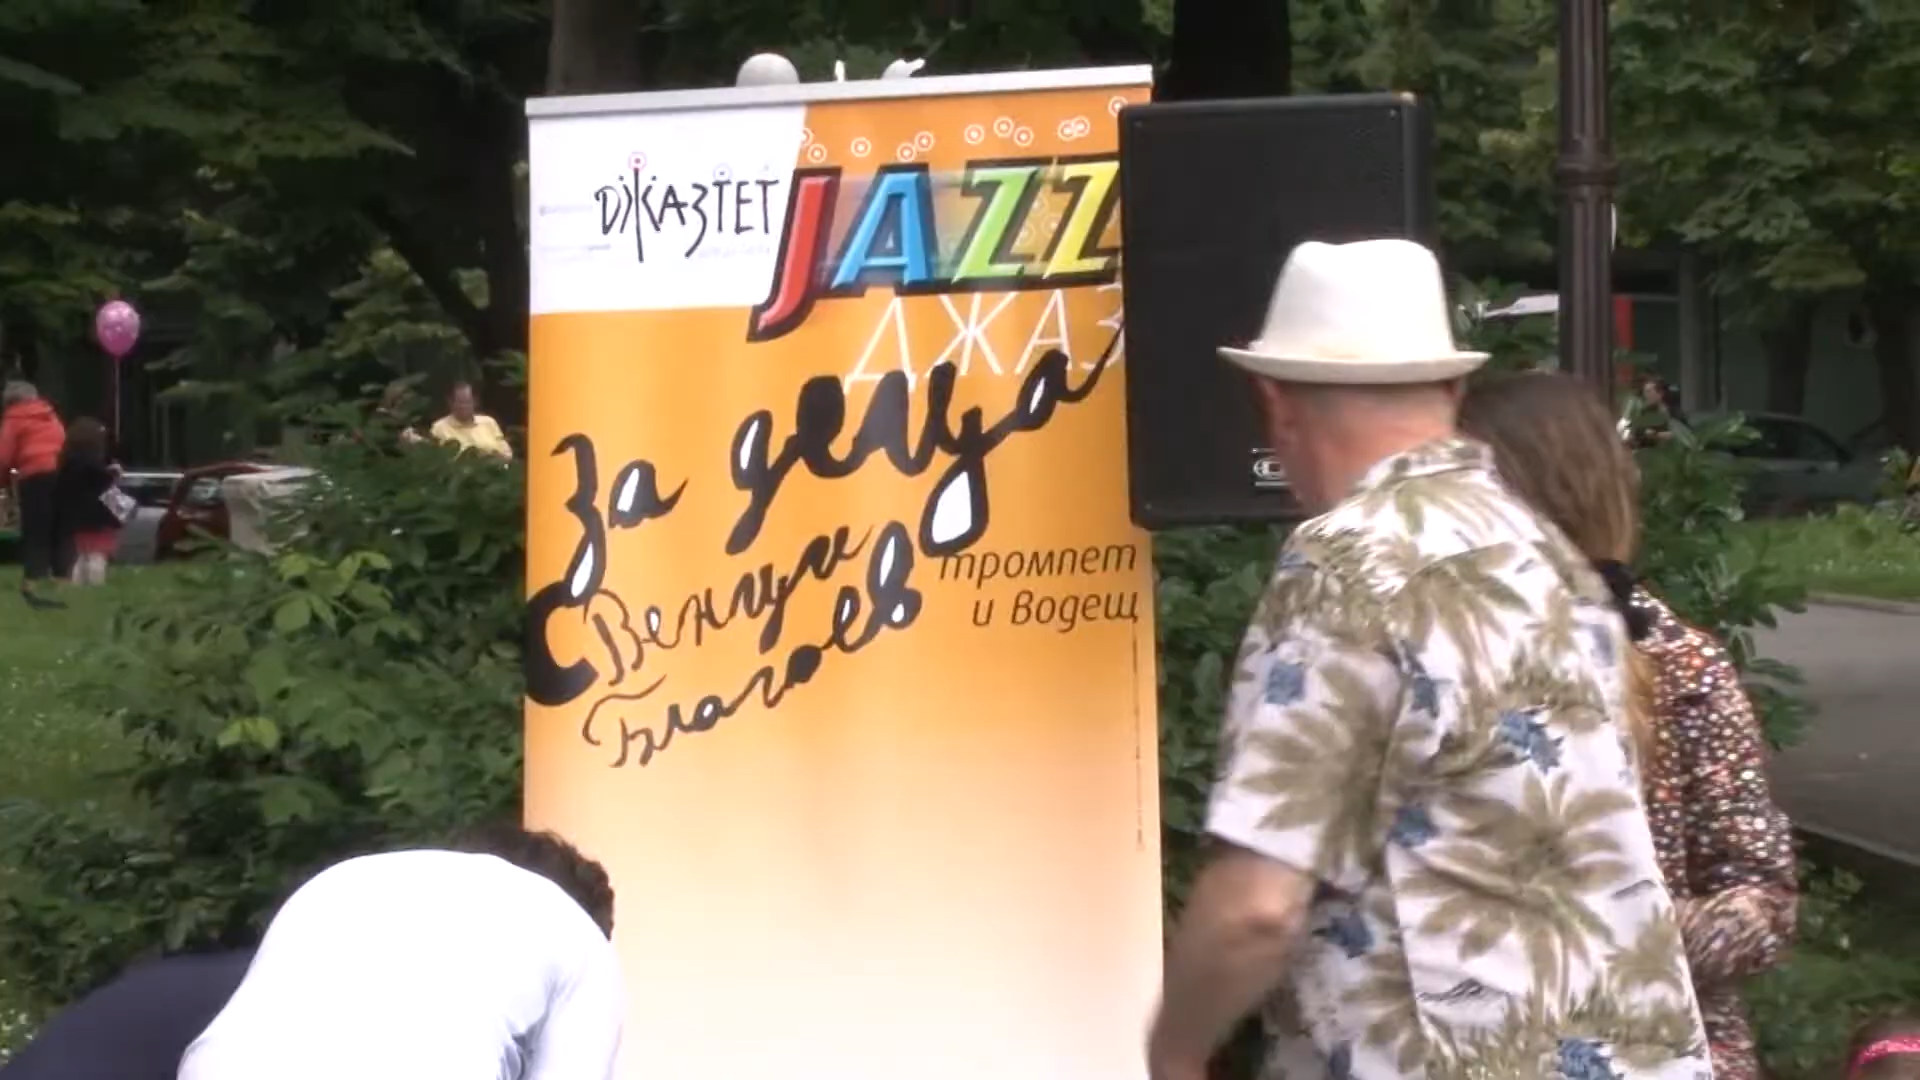 ДЖАЗТЕТ
JAZZ
ДЖАЗ
За деца
с Венци
Благоев
тромпет
и водещ